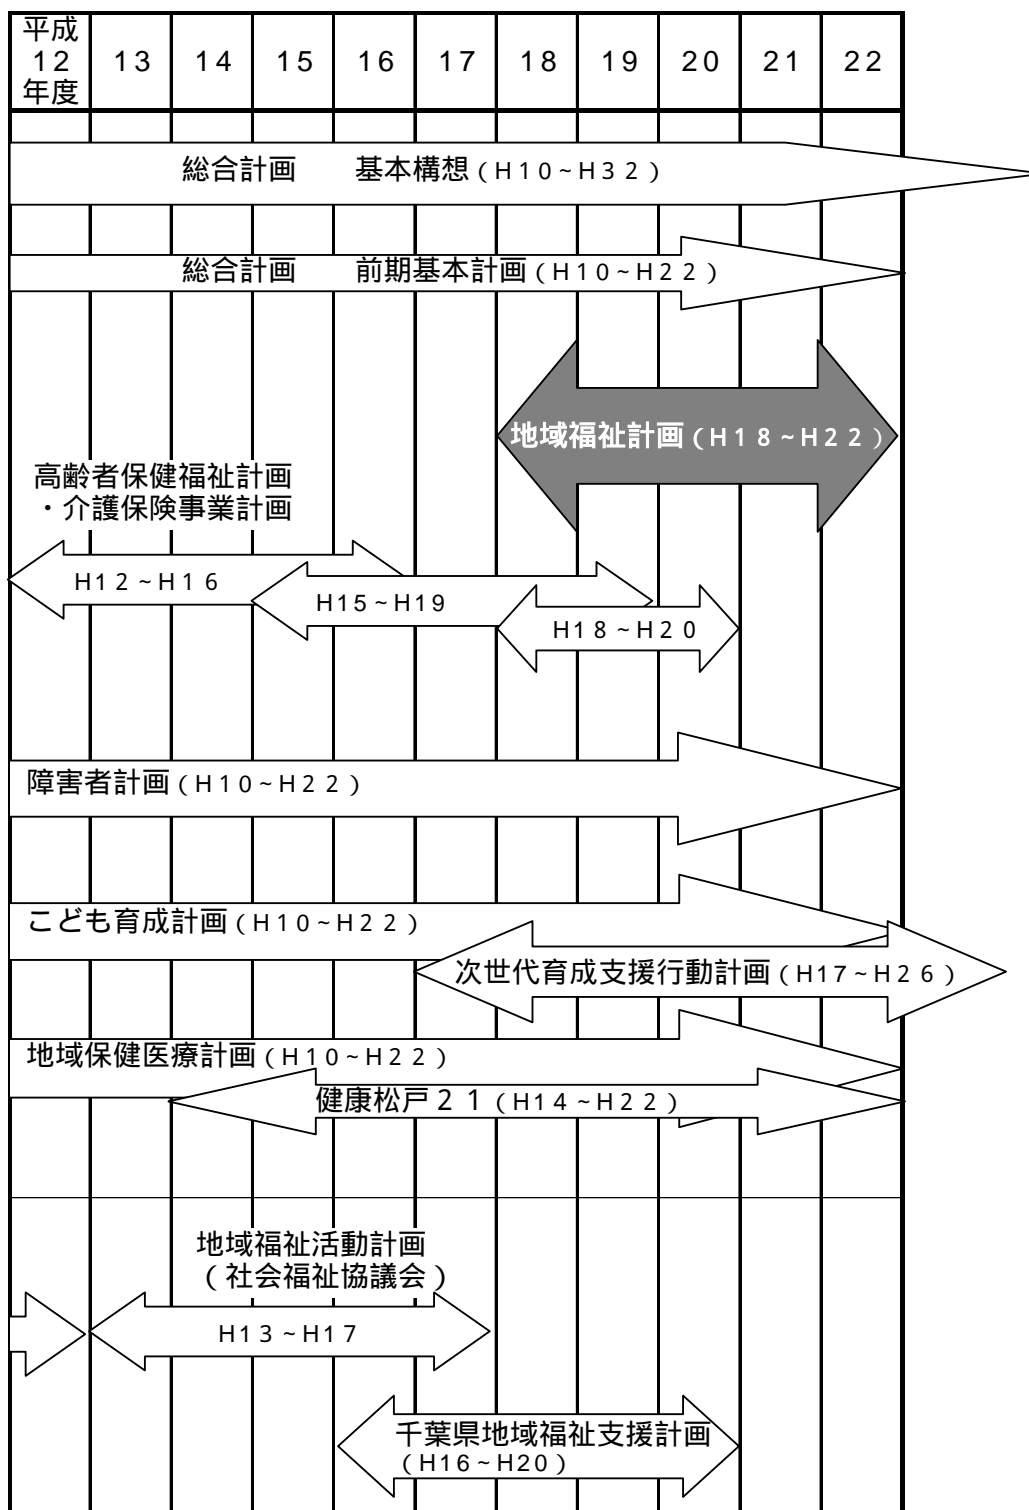 平成
12
年度
13 14 15 16 17 18 19 20 21 22
総合計画 基本構想(H10~H32)
総合計画 前期基本計画(H10~H22)
地域福祉計画(H18~H22)
高齢者保健福祉計画
・介護保険事業計画
H12~H16
H15~H19
H18~H20
障害者計画(H10~H22)
こども育成計画(H10~H22)
次世代育成支援行動計画(H17~H26)
地域保健医療計画(H10~H22)
健康松戸21(H14~H22)
地域福祉活動計画
(社会福祉協議会)
H13~H17
千葉県地域福祉支援計画
(H16~H20)